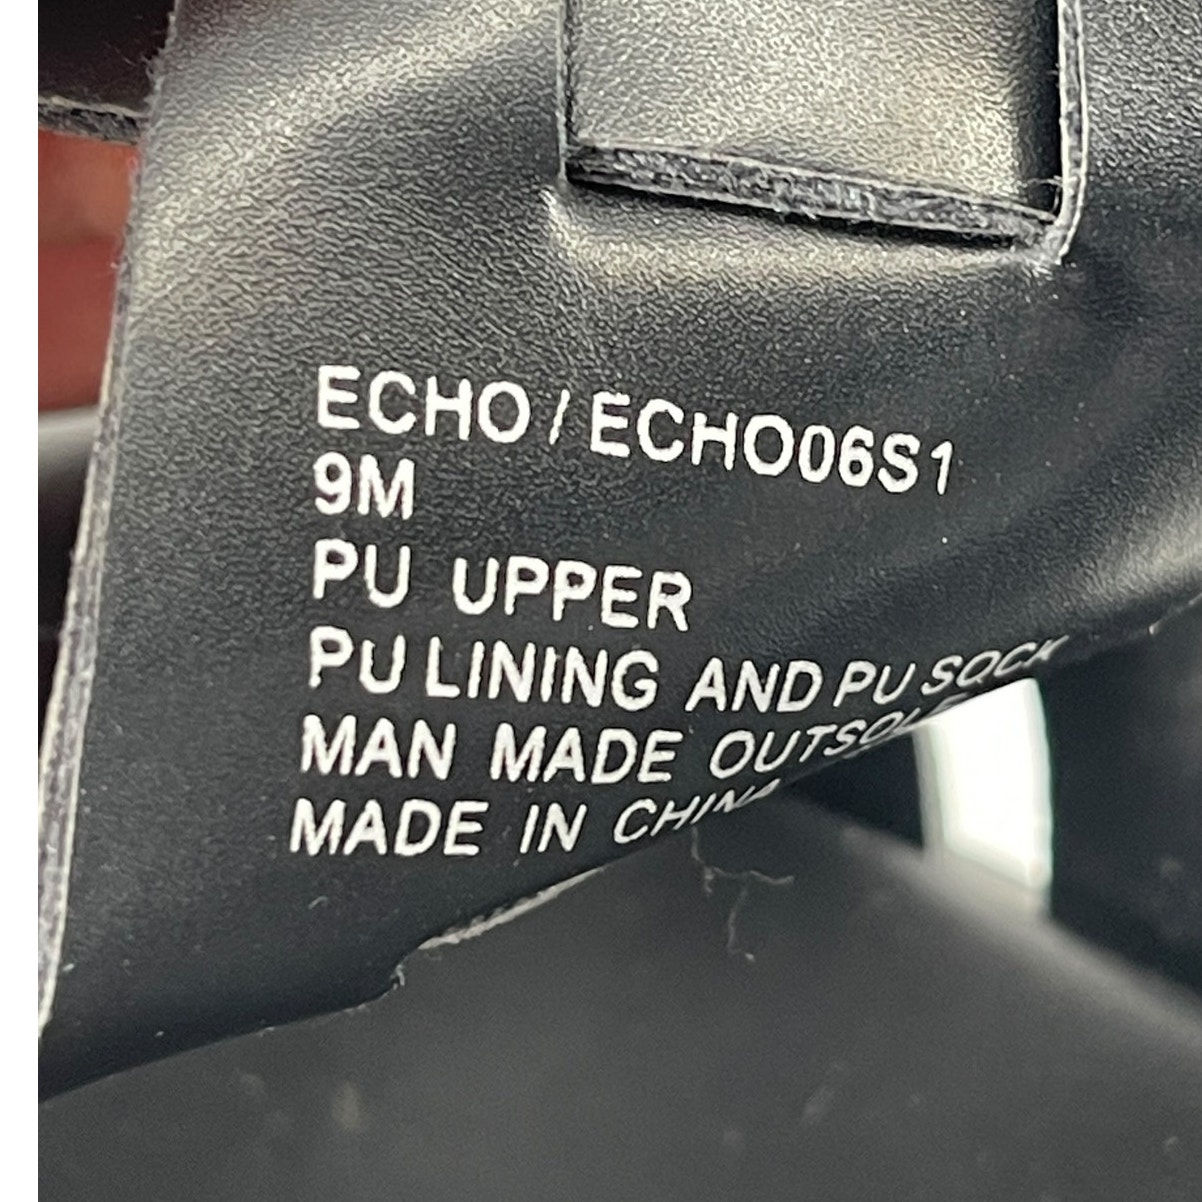 ECHO / ECHO06S1
9M
PU UPPER
PU LINING AND PU SOCK
MAN MADE OUTSOLE
MADE IN CHINA